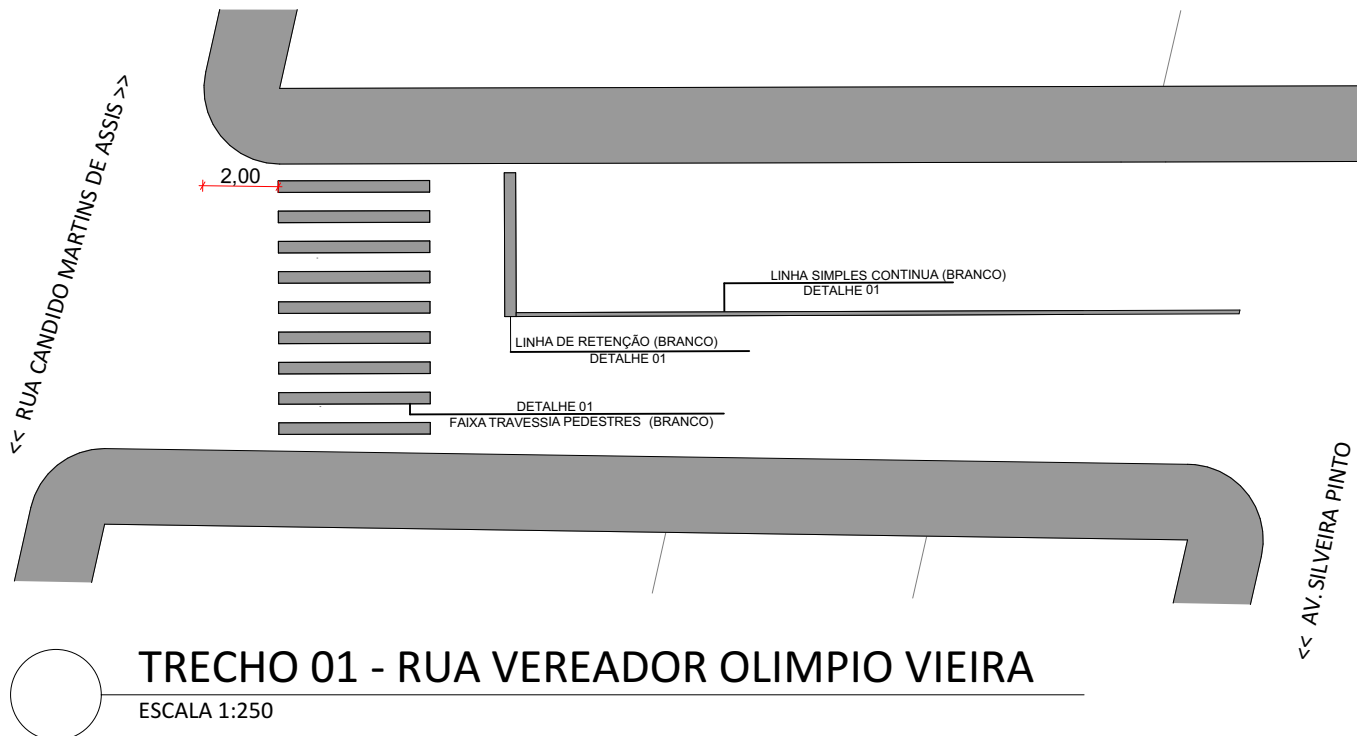 << RUA CANDIDO MARTINS DE ASSIS >>
2,00
LINHA SIMPLES CONTINUA (BRANCO)
DETALHE 01
LINHA DE RETENÇÃO (BRANCO)
DETALHE 01
DETALHE 01
FAIXA TRAVESSIA PEDESTRES (BRANCO)
<< AV. SILVEIRA PINTO
TRECHO 01 - RUA VEREADOR OLIMPIO VIEIRA
ESCALA 1:250